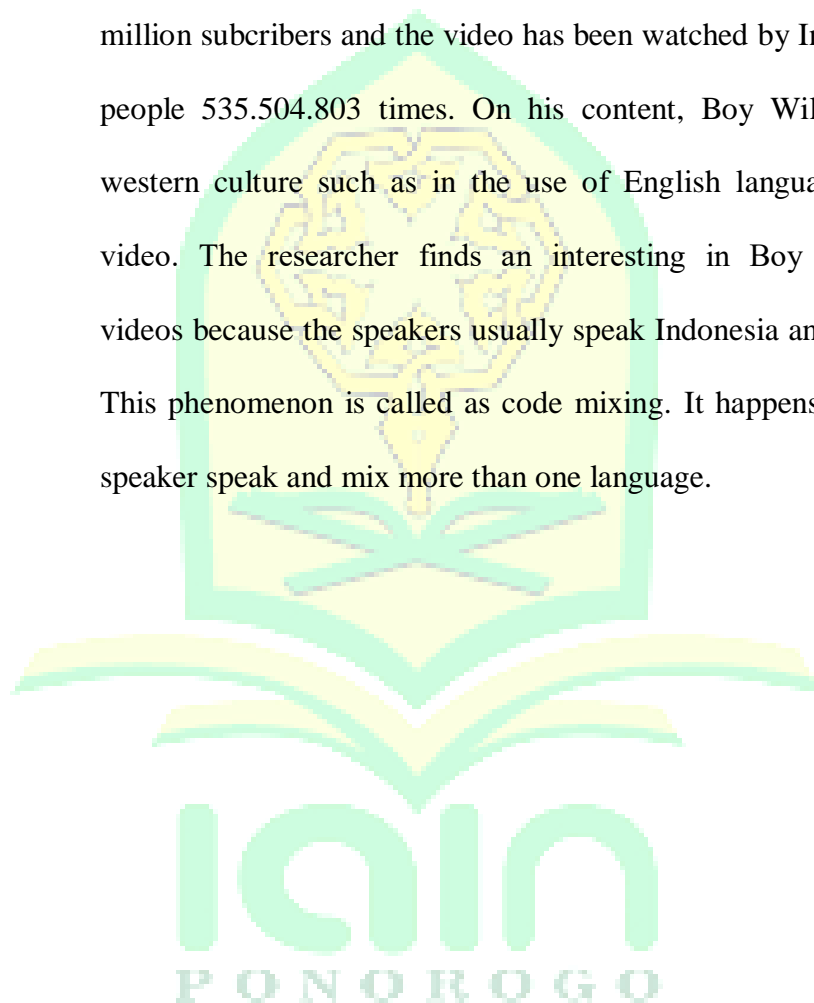 million subcribers and the video has been watched by
people 535.504.803 times. On his content, Boy
western culture such as in the use of English
video. The researcher finds an interesting in Boy
videos because the speakers usually speak Indonesia
This phenomenon is called as code mixing. It happens
speaker speak and mix more than one language.
iain
PONOROGO